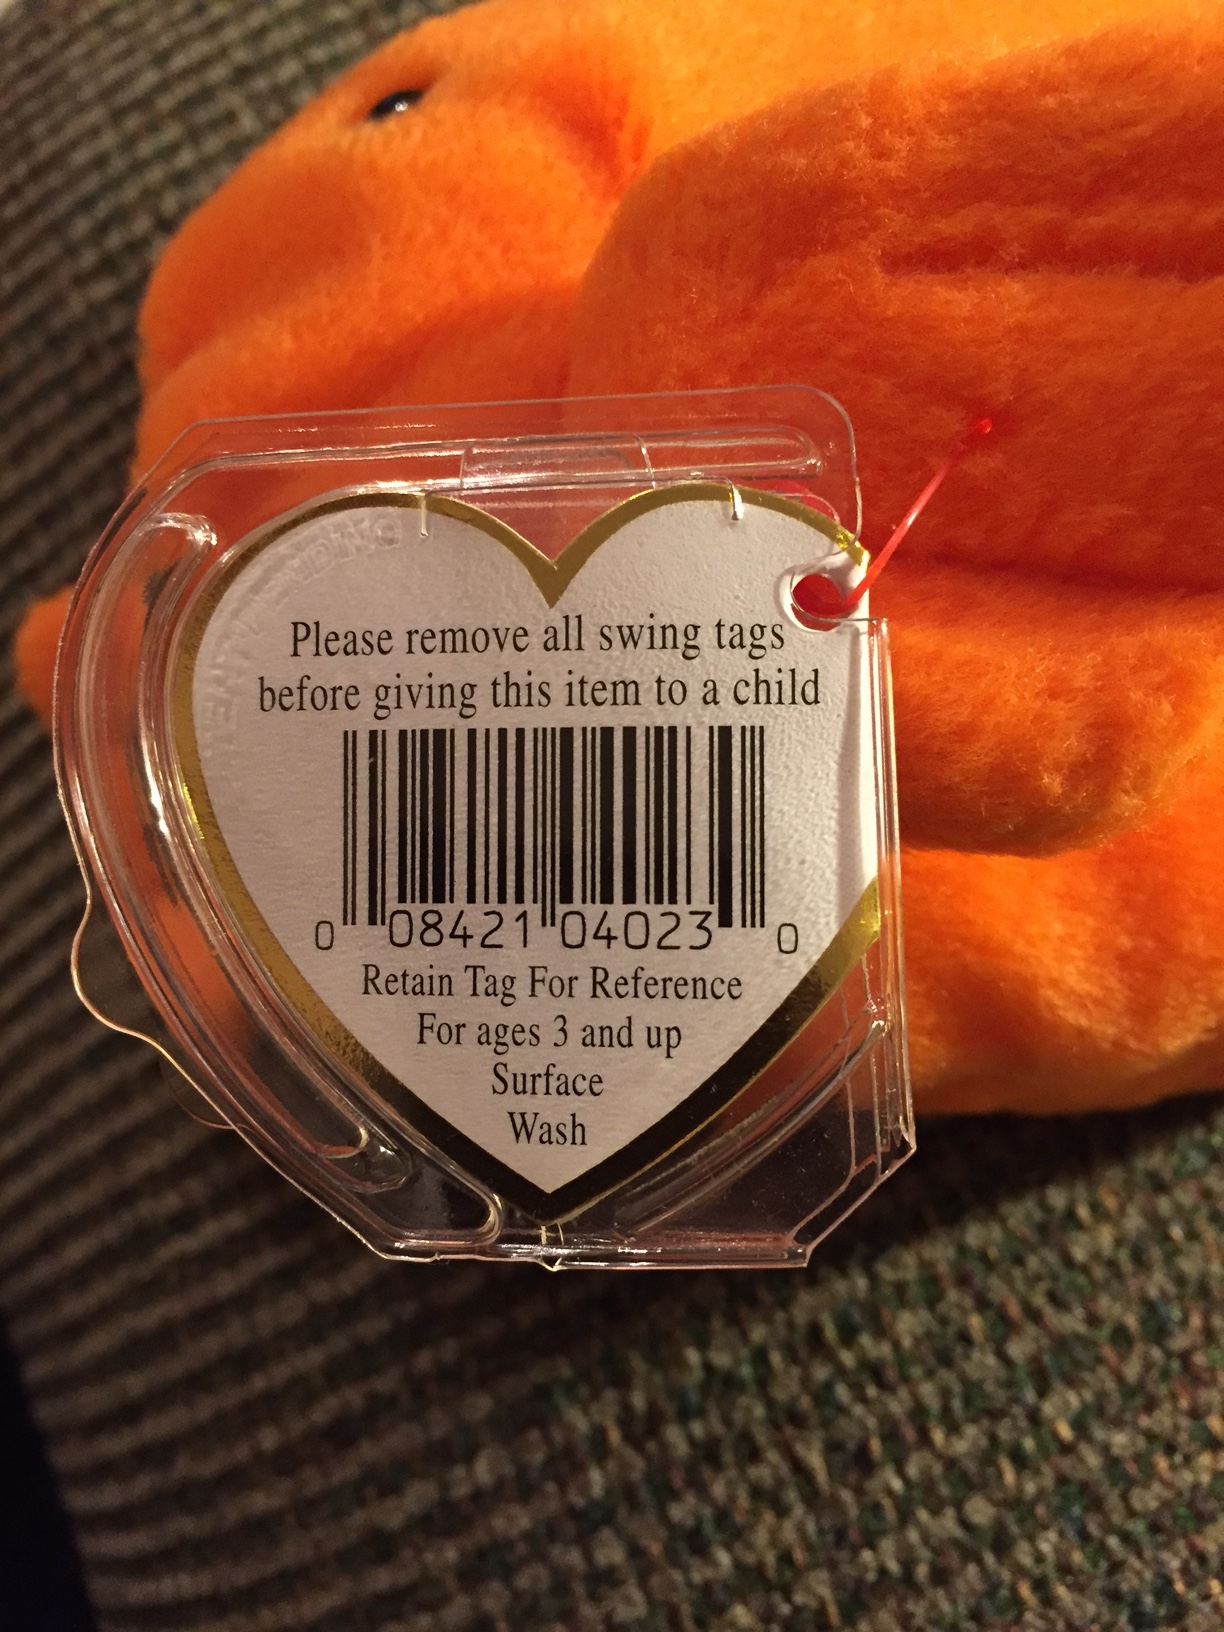 Please remove all swing tags
before giving this item to a child
0 08421 04023 0
Retain Tag For Reference
For ages 3 and up
Surface
Wash